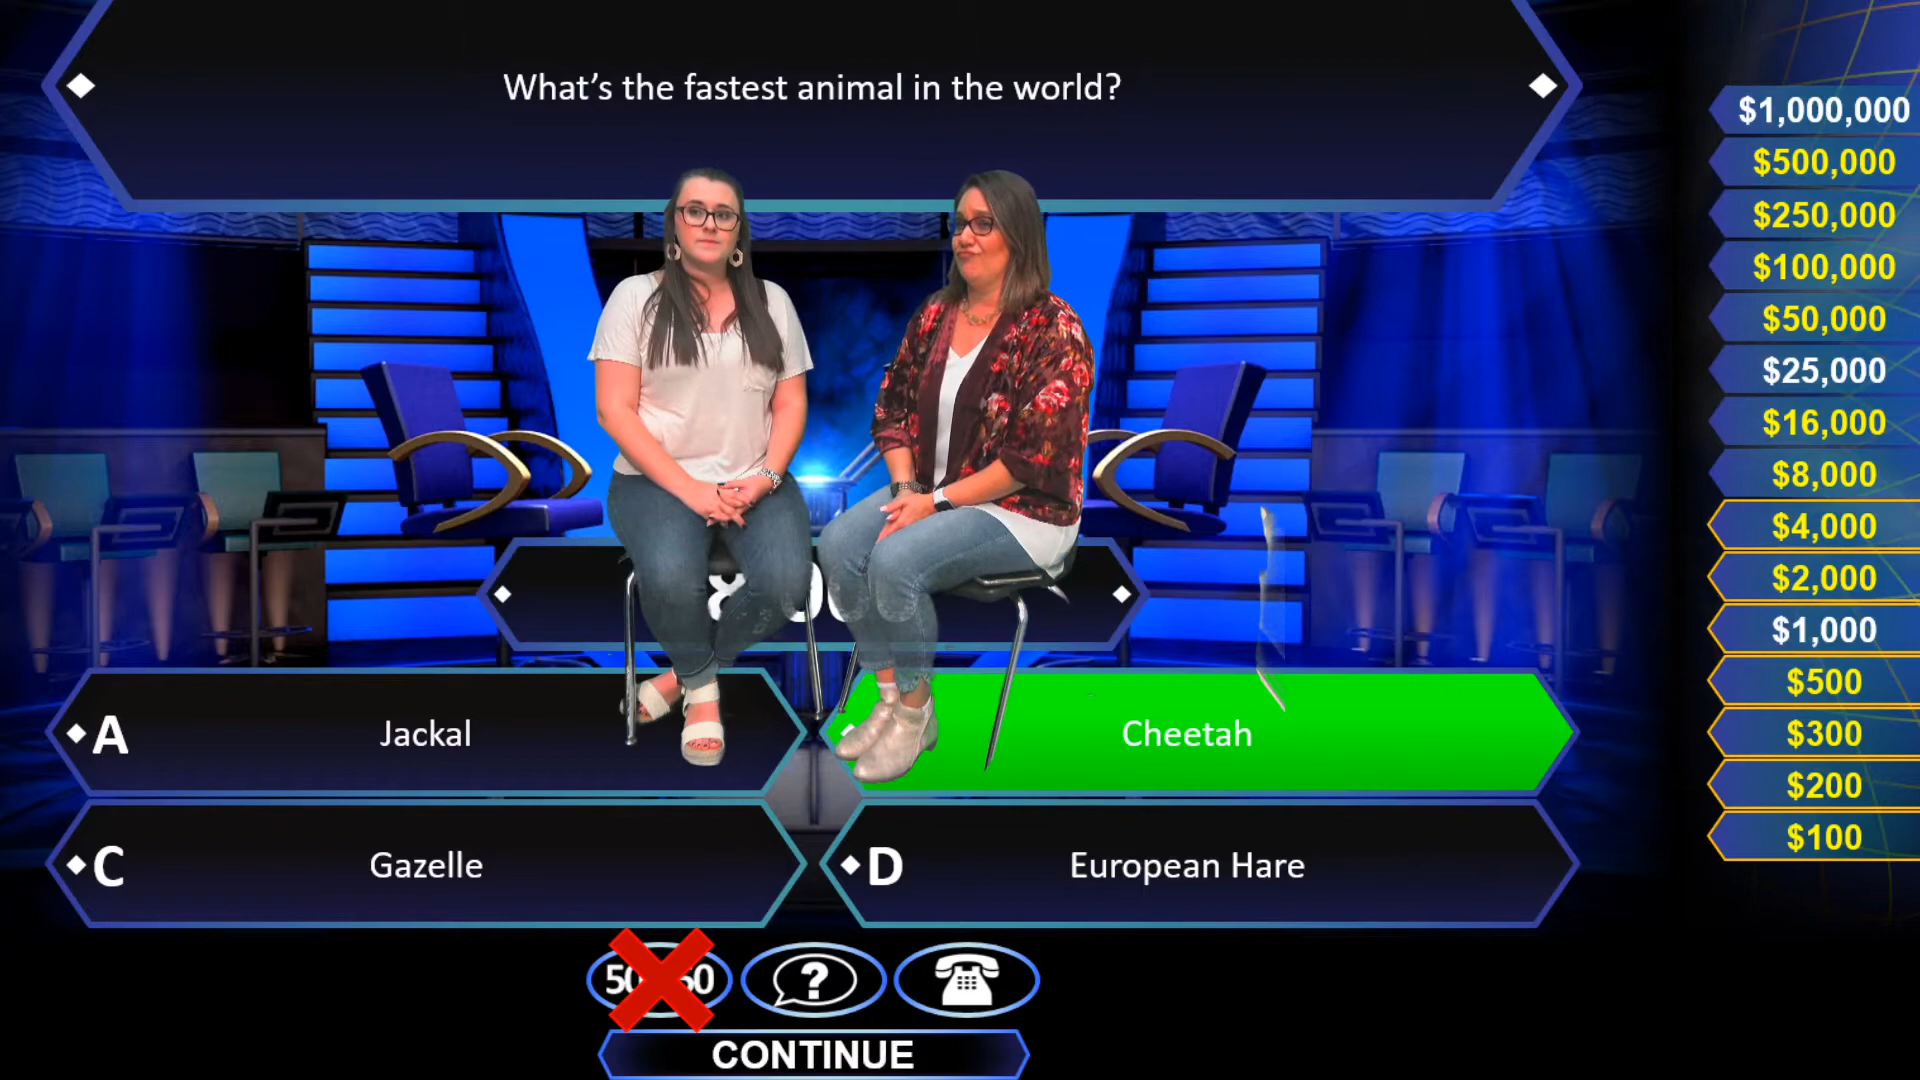 What's the fastest animal in the world?
$1,000,000
$500,000
$250,000
$100,000
$50,000
$25,000
$16,000
$8,000
$4,000
$2,000
$1,000
$500
$300
$200
$100
A Jackal
Cheetah
C Gazelle
D European Hare
?
CONTINUE